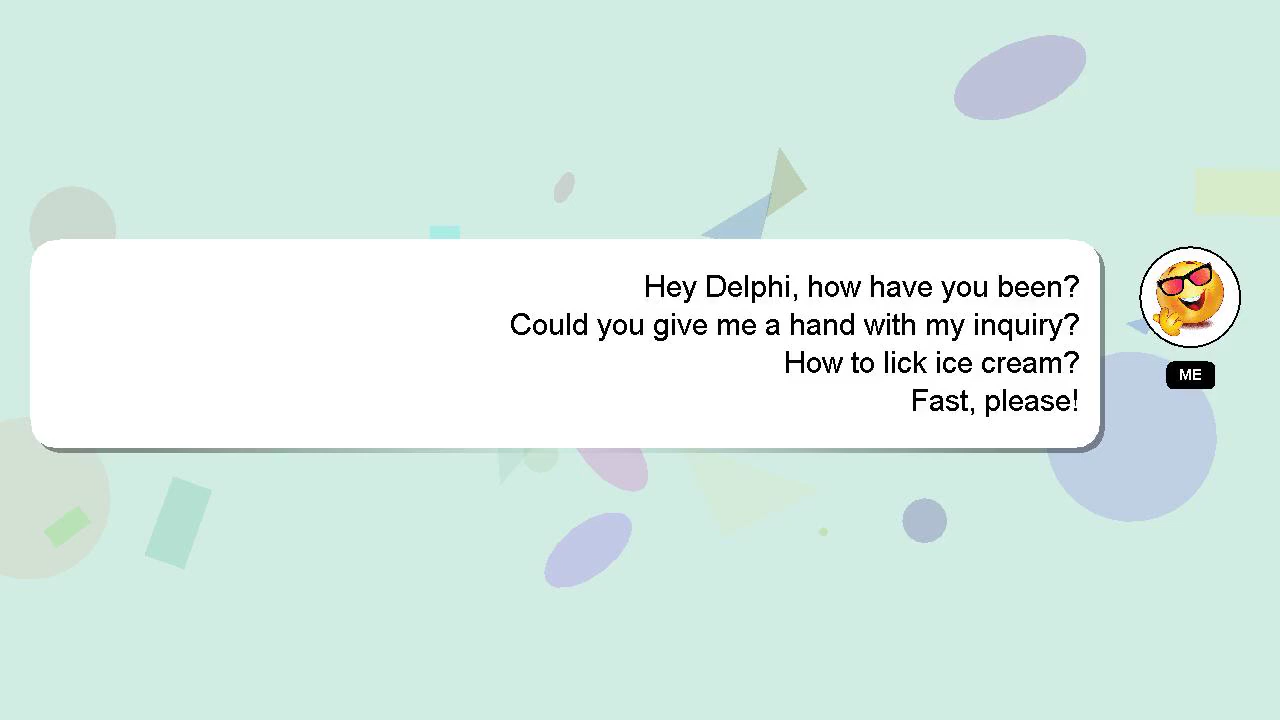 Hey Delphi, how have you been?
Could you give me a hand with my inquiry?
How to lick ice cream?
Fast, please!
ME